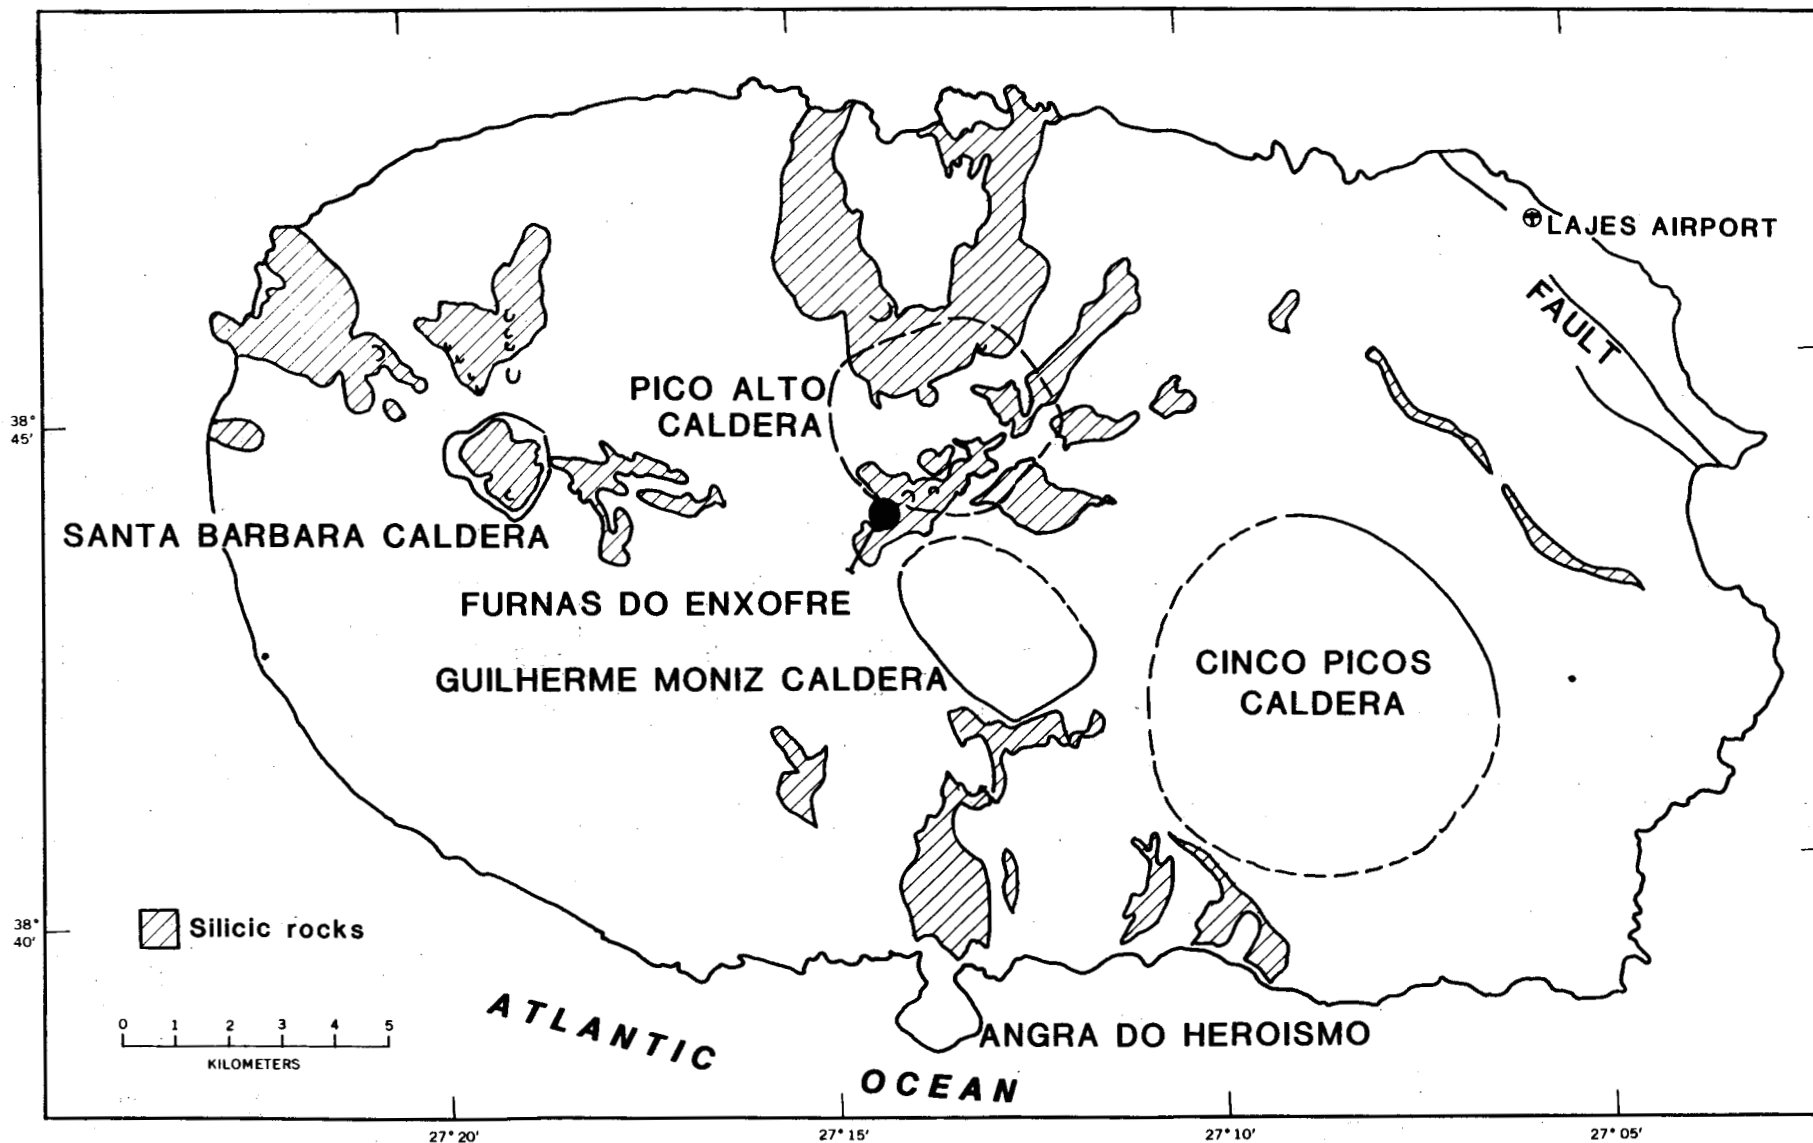 LAJES AIRPORT
FAULT
PICO ALTO
CALDERA
38°
45'
SANTA BARBARA CALDERA
FURNAS DO ENXOFRE
GUILHERME MONIZ CALDERA
CINCO PICOS
CALDERA
38°
40'
Silicic rocks
0 1 2 3 4 5
KILOMETERS
ATLANTIC
OCEAN
ANGRA DO HEROISMO
27° 20' 27° 15' 27° 10' 27° 05'